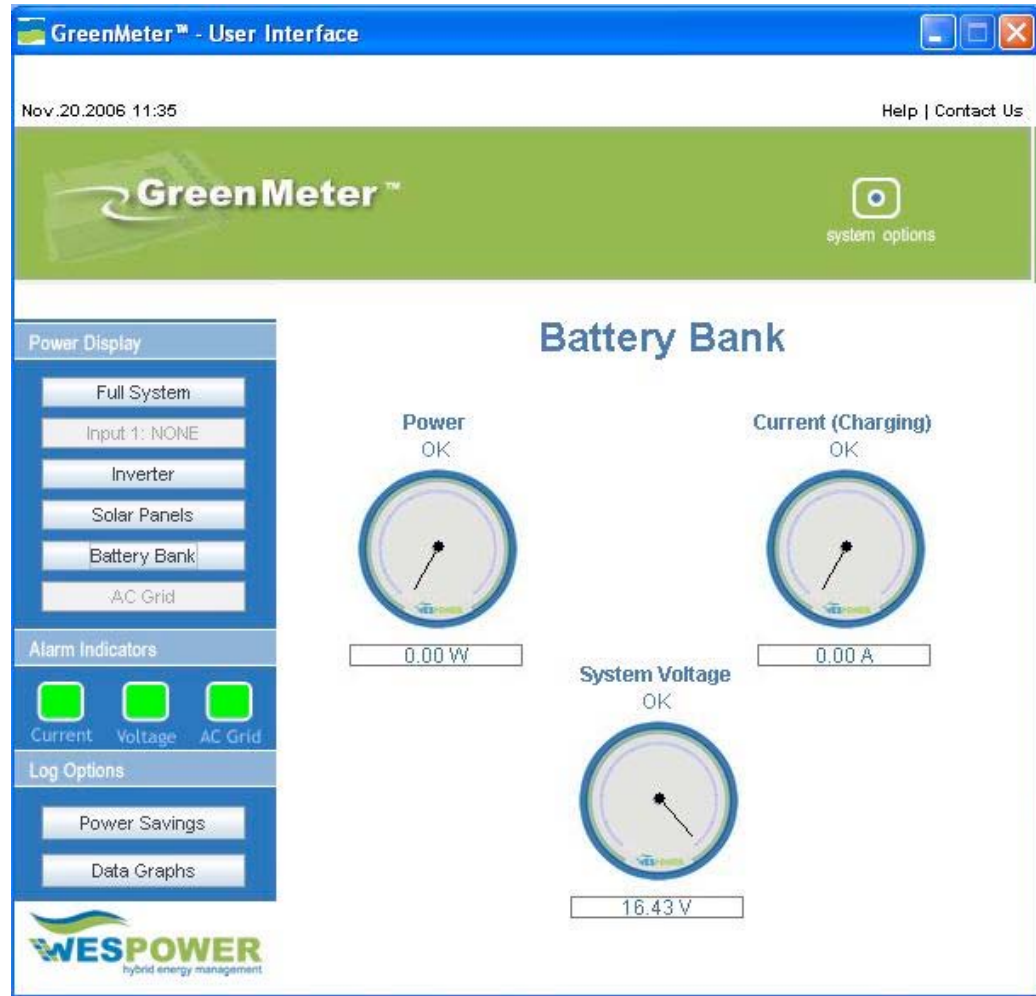 GreenMeter™ - User Interface
Nov.20.2006 11:35
Help | Contact Us
GreenMeter™
system options
Power Display
Full System
Input 1: NONE
Inverter
Solar Panels
Battery Bank
AC Grid
Alarm Indicators
Current Voltage AC Grid
Log Options
Power Savings
Data Graphs
WESPOWER
hybrid energy management
Battery Bank
Power
OK
WESPOWER
0.00 W
Current (Charging)
OK
WESPOWER
0.00 A
System Voltage
OK
WESPOWER
16.43 V